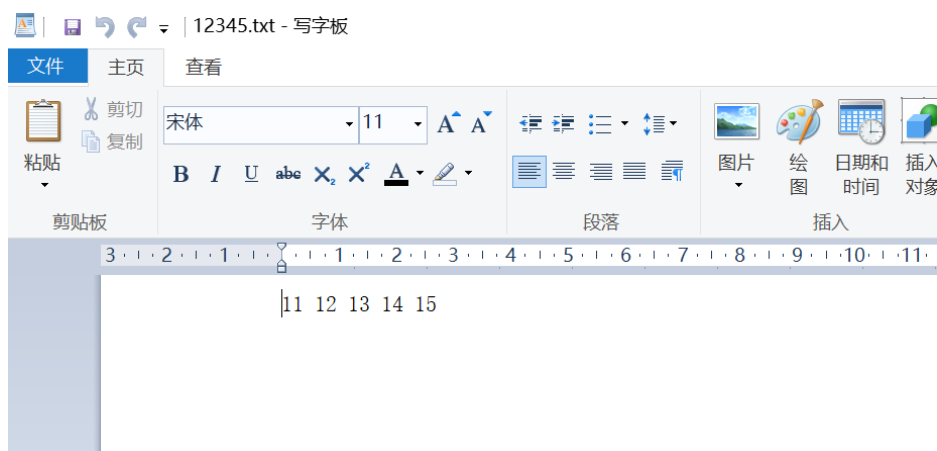 12345.txt - 写字板
文件 主页 查看
剪切
宋体 11 A A
复制
粘贴
B I U abc X₂ X² A
图片 绘图 日期和时间 插入对象
剪贴板 字体 段落 插入
3 2 1 1 2 3 4 5 6 7 8 9 10 11
11 12 13 14 15